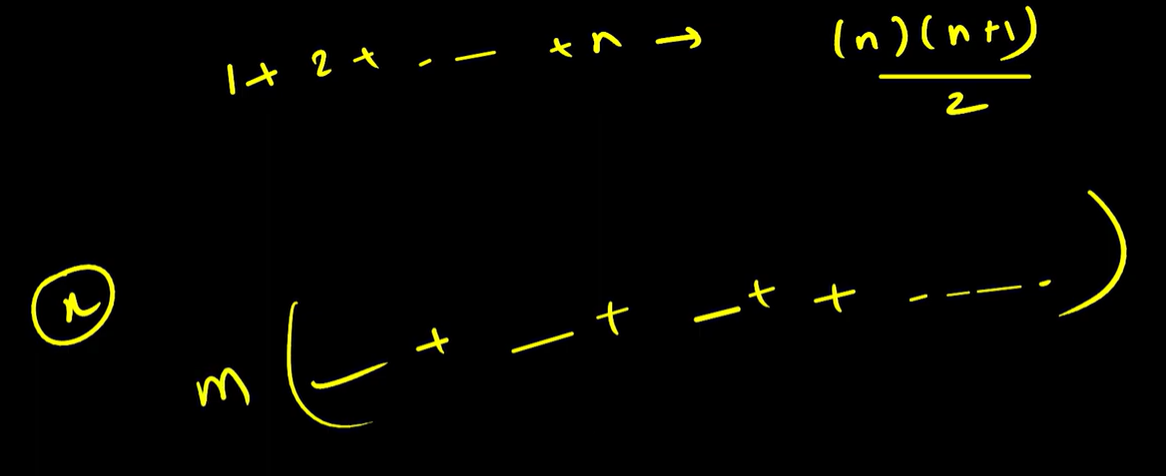 1 + 2 + - — + n → (n)(n+1)/2
(n)
m ( — + — + — + + - - — - )